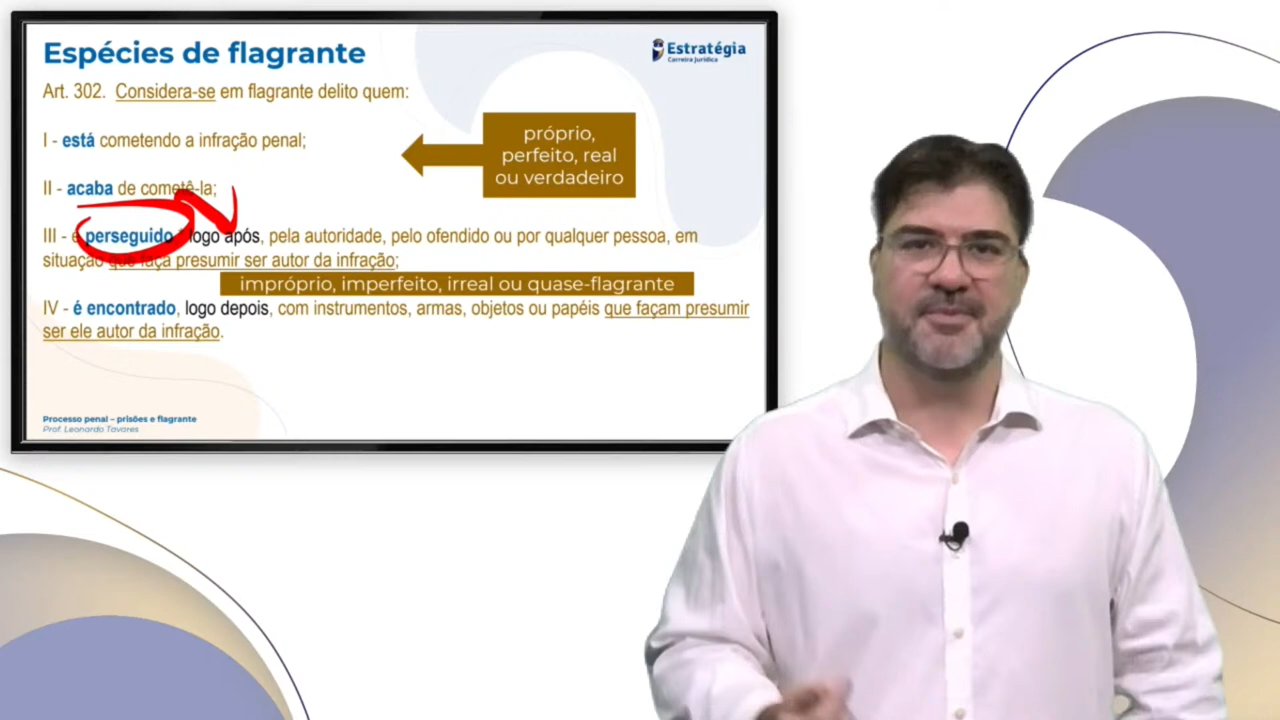 Espécies de flagrante
Estratégia
Carreira Jurídica
Art. 302. Considera-se em flagrante delito quem:
I - está cometendo a infração penal;
próprio,
perfeito, real
ou verdadeiro
II - acaba de cometê-la;
III - é perseguido, logo após, pela autoridade, pelo ofendido ou por qualquer pessoa, em
situação que faça presumir ser autor da infração;
impróprio, imperfeito, irreal ou quase-flagrante
IV - é encontrado, logo depois, com instrumentos, armas, objetos ou papéis que façam presumir
ser ele autor da infração.
Processo penal – prisões e flagrante
Prof. Leonardo Tavares